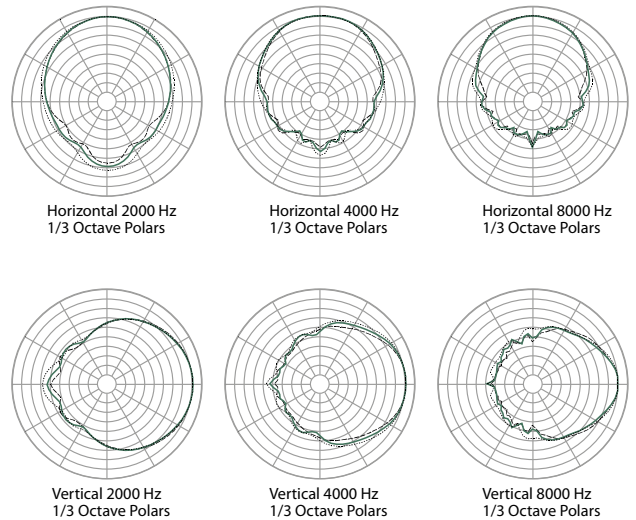 Horizontal 2000 Hz
1/3 Octave Polars
Horizontal 4000 Hz
1/3 Octave Polars
Horizontal 8000 Hz
1/3 Octave Polars
Vertical 2000 Hz
1/3 Octave Polars
Vertical 4000 Hz
1/3 Octave Polars
Vertical 8000 Hz
1/3 Octave Polars